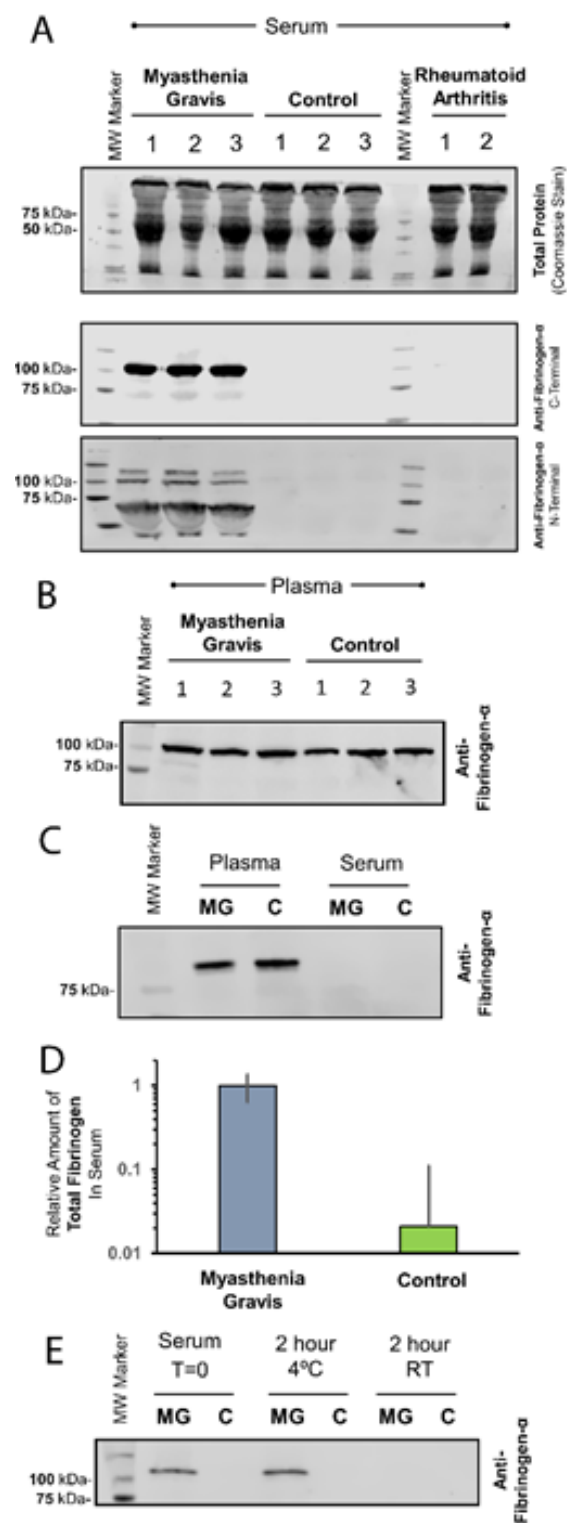 A
Serum
MW Marker
Myasthenia
Gravis
Control
MW Marker
Rheumatoid
Arthritis
1 2 3 1 2 3 1 2
75 kDa-
50 kDa-
Total Protein
(Coomassie Stain)
100 kDa-
75 kDa-
Anti-Fibrinogen-α
C-Terminal
100 kDa-
75 kDa-
Anti-Fibrinogen-α
N-Terminal
B
Plasma
MW Marker
Myasthenia
Gravis
Control
1 2 3 1 2 3
100 kDa-
75 kDa-
Anti-
Fibrinogen-α
C
MW Marker
Plasma Serum
MG C MG C
75 kDa-
Anti-
Fibrinogen-α
D
Relative Amount of
Total Fibrinogen
In Serum
1
0.1
0.01
Myasthenia
Gravis
Control
E
MW Marker
Serum
T=0
2 hour
4ºC
2 hour
RT
MG C MG C MG C
100 kDa-
75 kDa-
Anti-
Fibrinogen-α